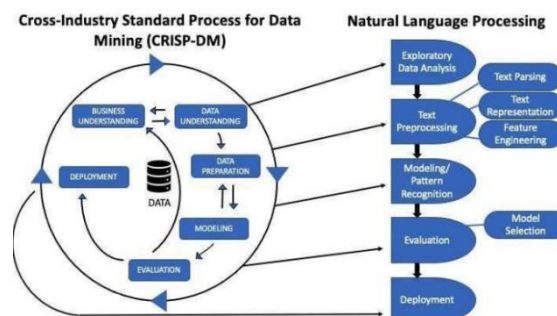 Cross-Industry Standard Process for Data
Mining (CRISP-DM)
BUSINESS
UNDERSTANDING
DATA
UNDERSTANDING
DATA
PREPARATION
DEPLOYMENT
DATA
MODELING
EVALUATION
Natural Language Processing
Exploratory
Data Analysis
Text Parsing
Text
Preprocessing
Text
Representation
Feature
Engineering
Modeling/
Pattern
Recognition
Model
Selection
Evaluation
Deployment